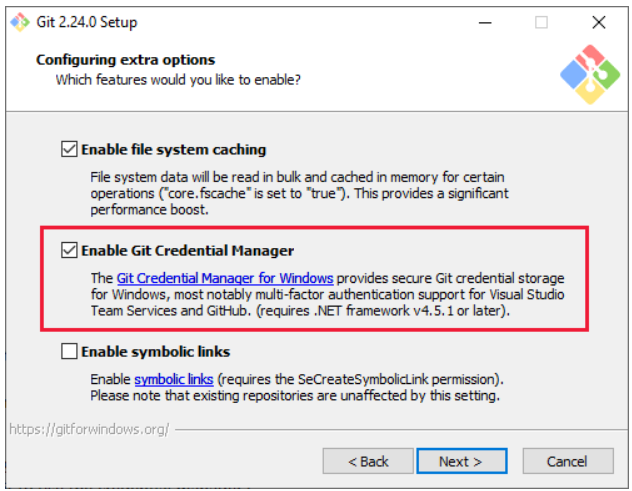 Git 2.24.0 Setup
Configuring extra options
Which features would you like to enable?
Enable file system caching
File system data will be read in bulk and cached in memory for certain
operations ("core.fscache" is set to "true"). This provides a significant
performance boost.
Enable Git Credential Manager
The Git Credential Manager for Windows provides secure Git credential storage
for Windows, most notably multi-factor authentication support for Visual Studio
Team Services and GitHub. (requires .NET framework v4.5.1 or later).
Enable symbolic links
Enable symbolic links (requires the SeCreateSymbolicLink permission).
Please note that existing repositories are unaffected by this setting.
https://gitforwindows.org/
< Back Next > Cancel